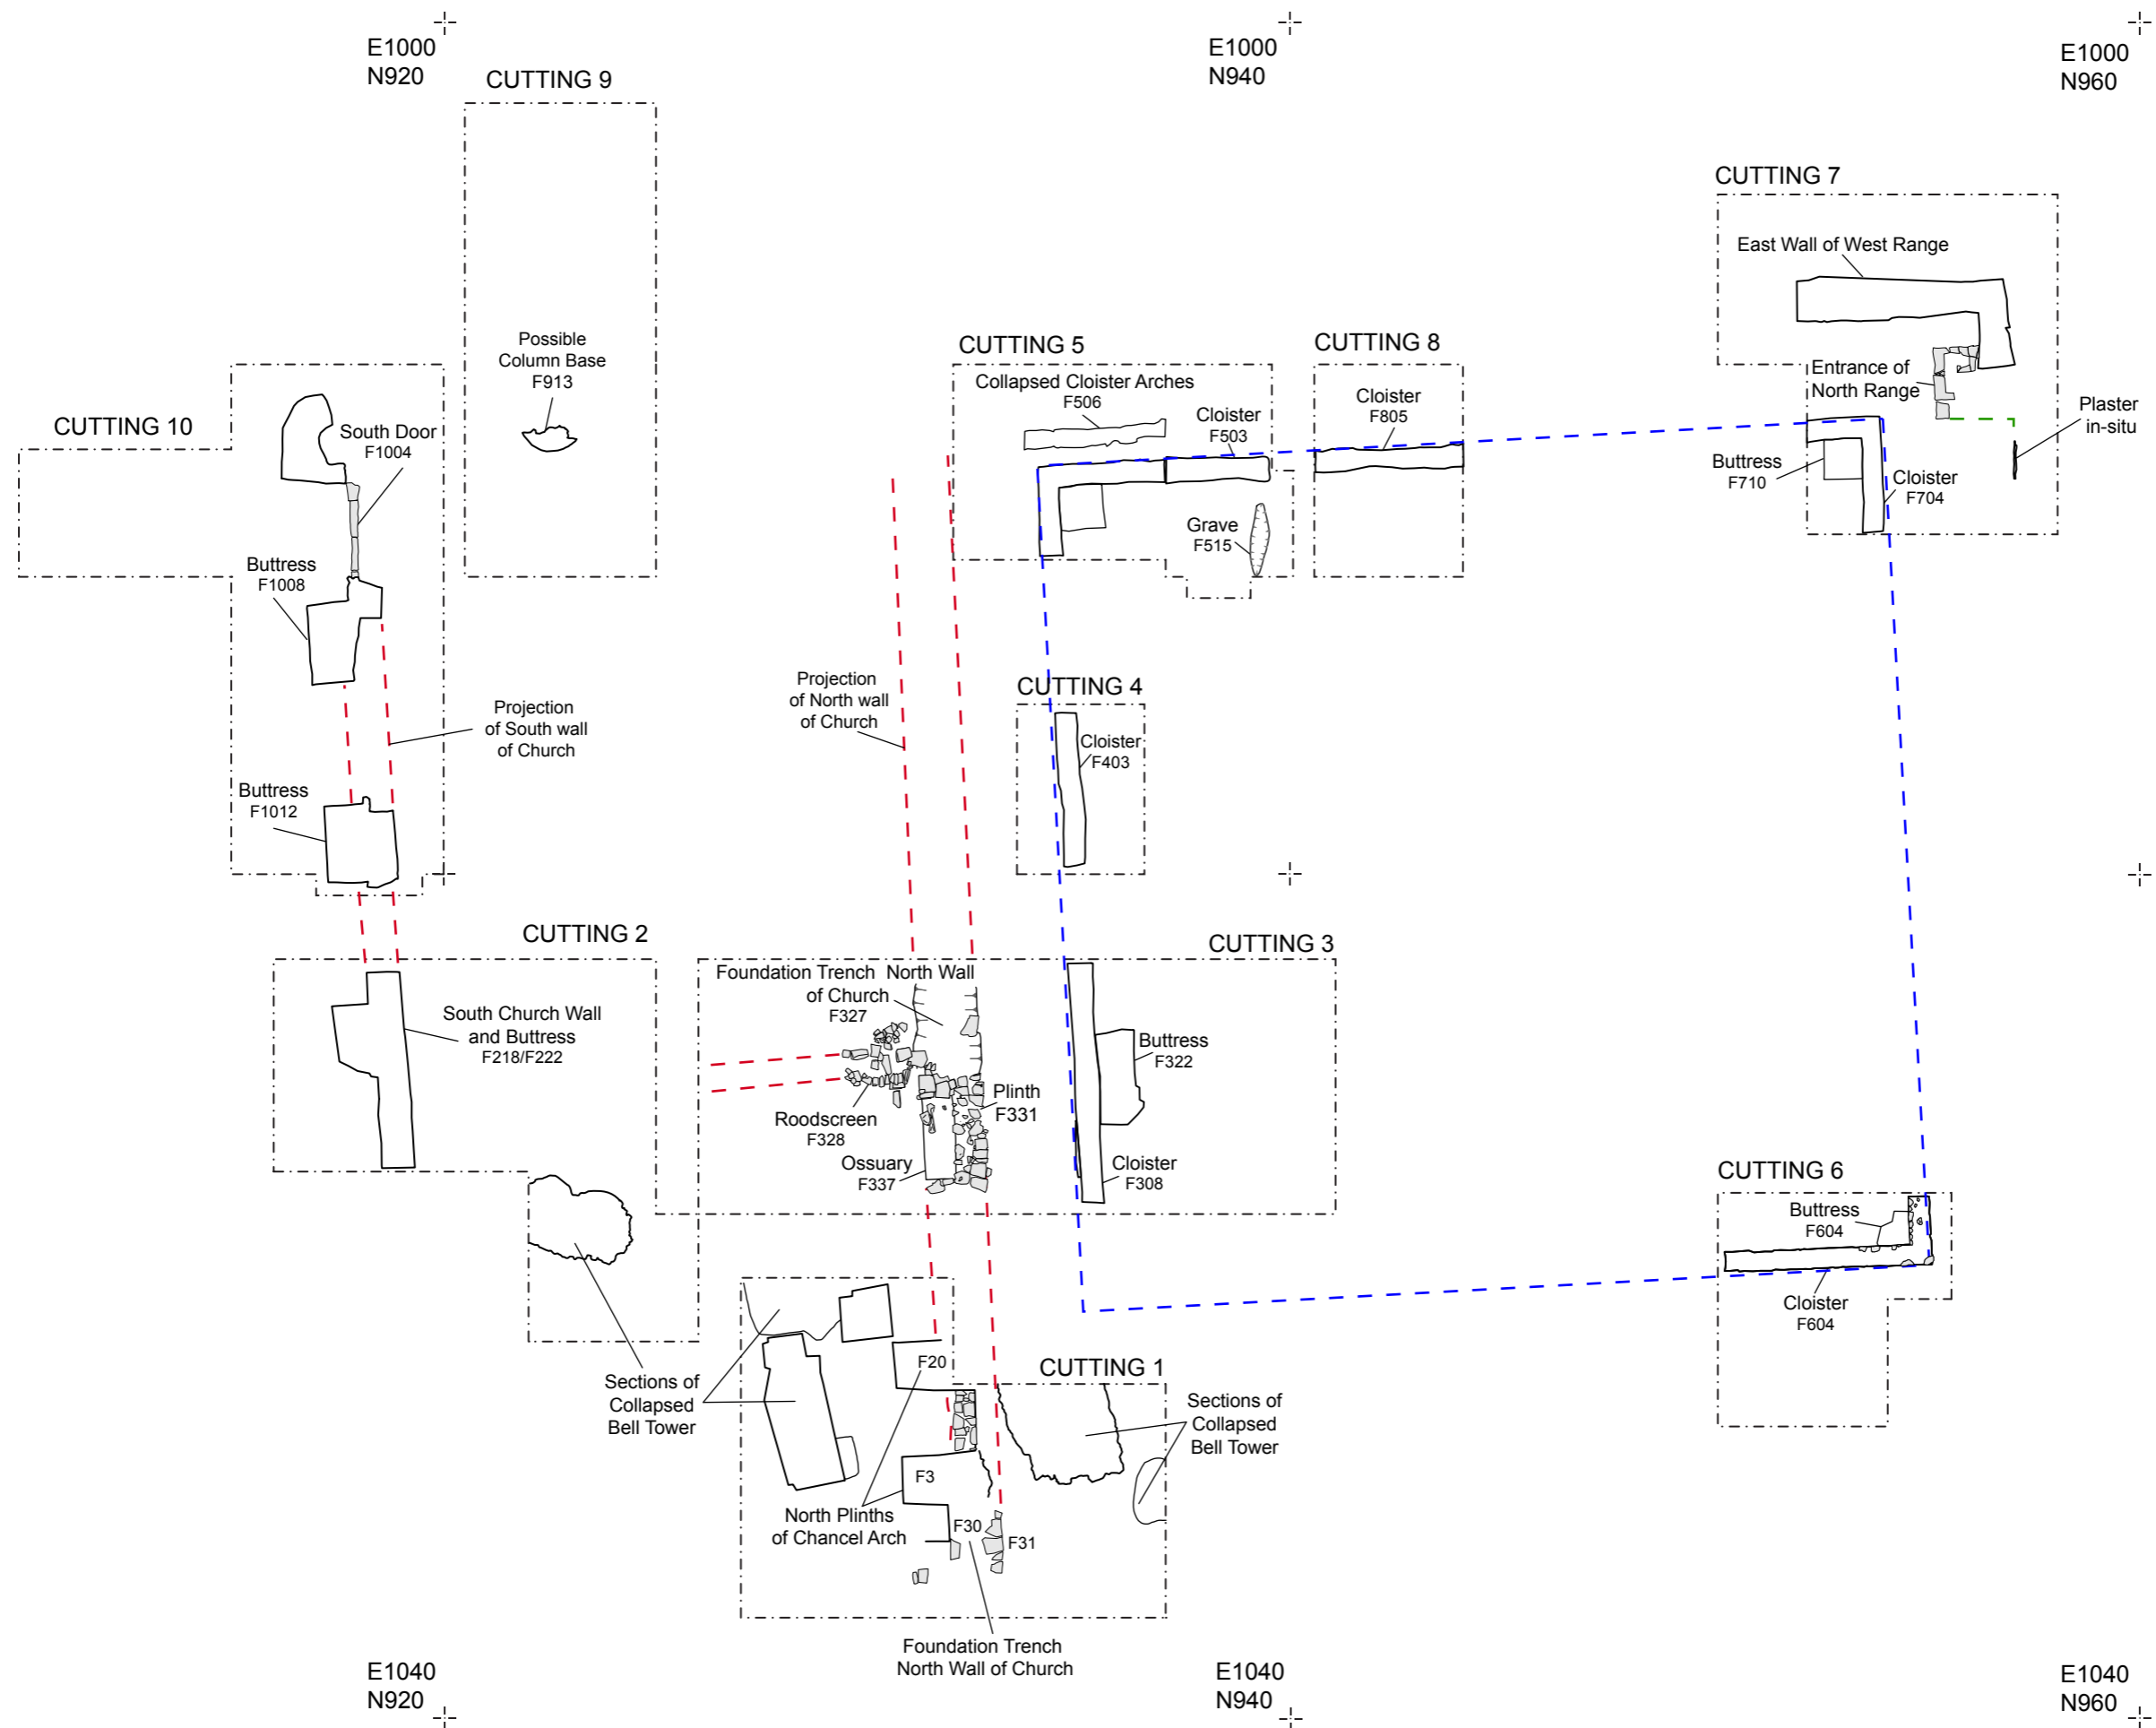 E1000
N920
E1000
N940
E1000
N960
CUTTING 9
CUTTING 7
East Wall of West Range
Possible
Column Base
F913
CUTTING 5
CUTTING 8
Collapsed Cloister Arches
F506
Cloister
F503
Cloister
F805
Entrance of
North Range
Plaster
in-situ
CUTTING 10
South Door
F1004
Buttress
F710
Cloister
F704
Grave
F515
Buttress
F1008
Projection
of North wall
of Church
CUTTING 4
Projection
of South wall
of Church
Cloister
F403
Buttress
F1012
CUTTING 2
CUTTING 3
Foundation Trench North Wall
of Church
F327
South Church Wall
and Buttress
F218/F222
Buttress
F322
Plinth
F331
Roodscreen
F328
Ossuary
F337
Cloister
F308
CUTTING 6
Buttress
F604
Cloister
F604
Sections of
Collapsed
Bell Tower
F20
CUTTING 1
Sections of
Collapsed
Bell Tower
F3
North Plinths
of Chancel Arch
F30
F31
Foundation Trench
North Wall of Church
E1040
N920
E1040
N940
E1040
N960